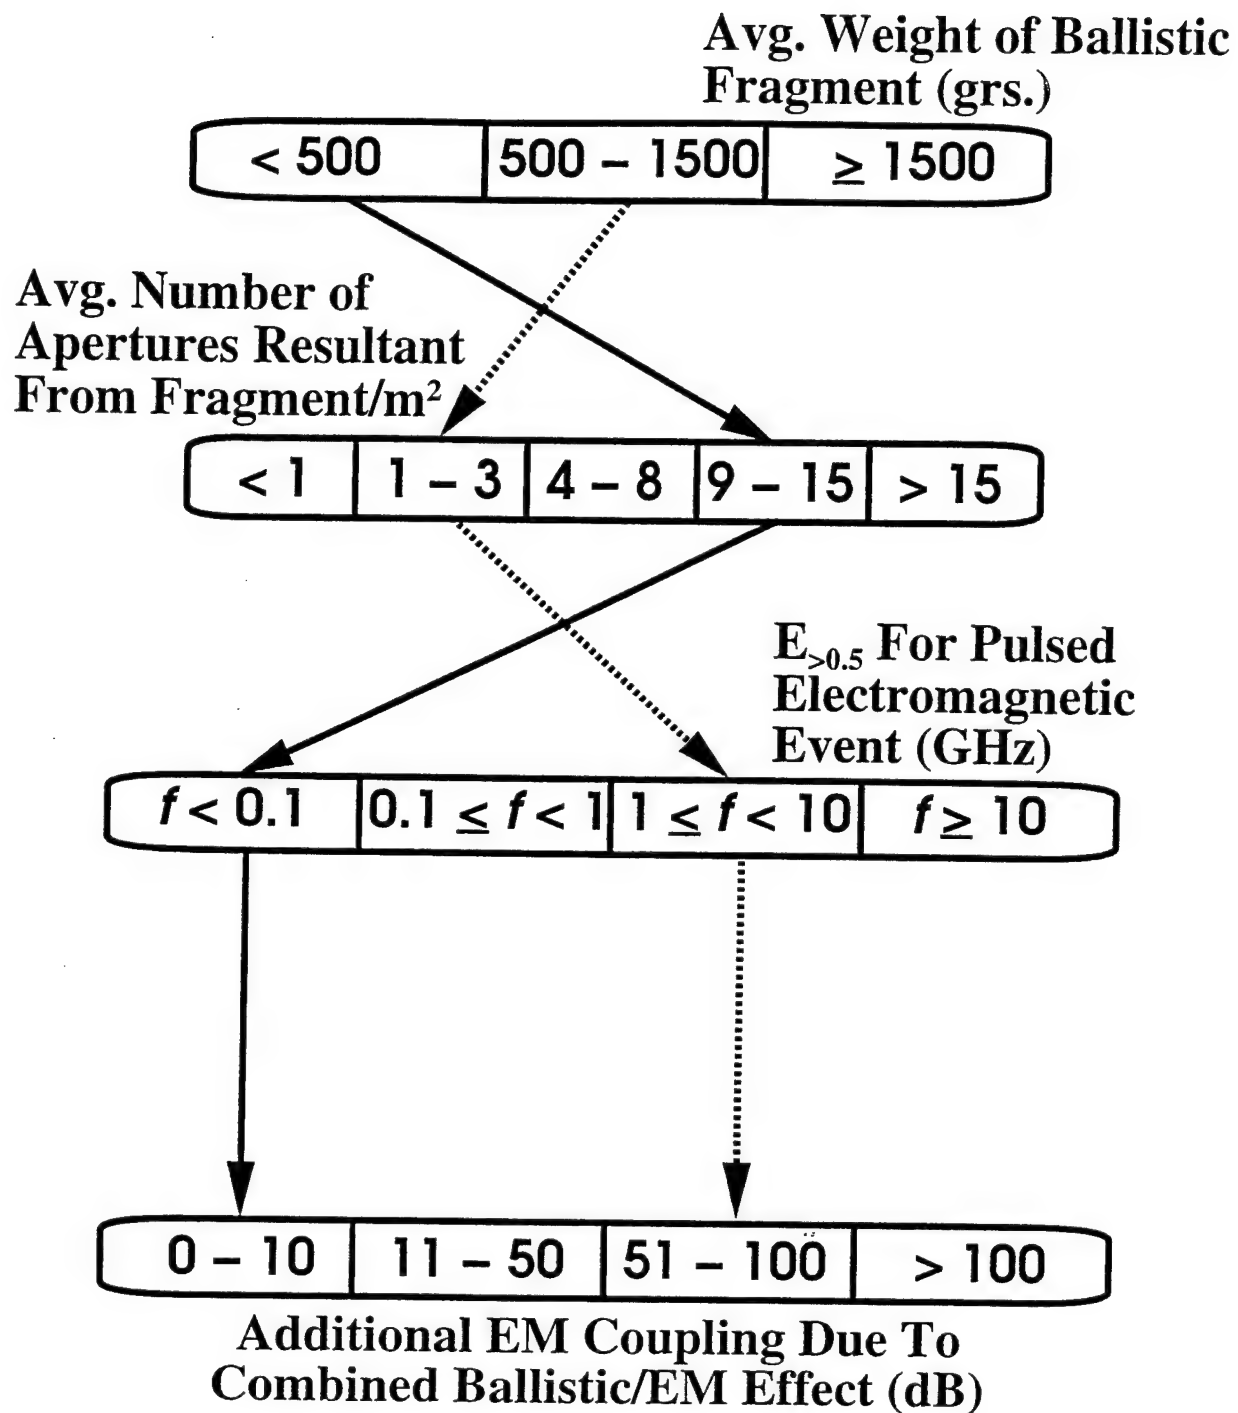 Avg. Weight of Ballistic
Fragment (grs.)
< 500 500 – 1500 ≥ 1500
Avg. Number of
Apertures Resultant
From Fragment/m²
< 1 1 – 3 4 – 8 9 – 15 > 15
E>0.5 For Pulsed
Electromagnetic
Event (GHz)
f < 0.1 0.1 ≤ f < 1 1 ≤ f < 10 f ≥ 10
0 – 10 11 – 50 51 – 100 > 100
Additional EM Coupling Due To
Combined Ballistic/EM Effect (dB)